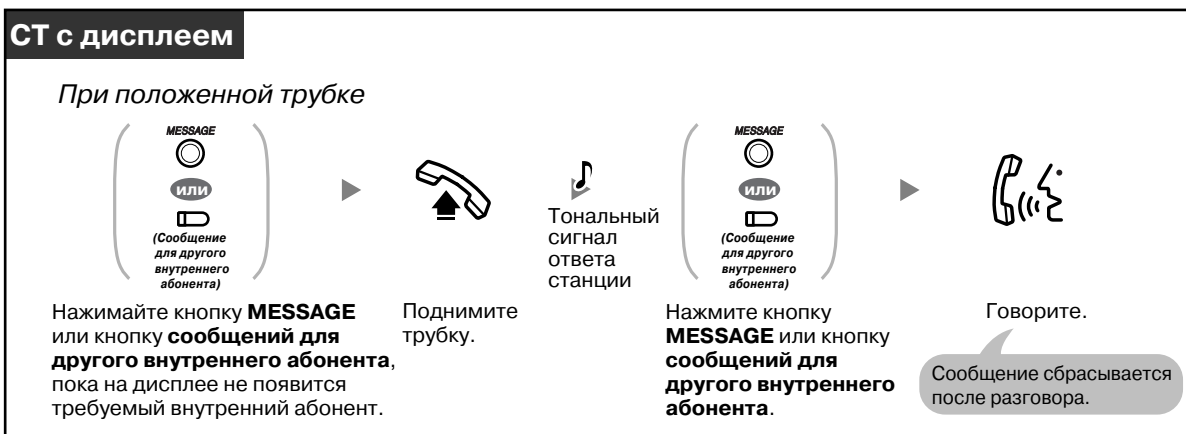 СТ с дисплеем
При положенной трубке
MESSAGE
или
(Сообщение
для другого
внутреннего
абонента)
Нажимайте кнопку MESSAGE
или кнопку сообщений для
другого внутреннего абонента,
пока на дисплее не появится
требуемый внутренний абонент.
Поднимите
трубку.
Тональный
сигнал
ответа
станции
MESSAGE
или
(Сообщение
для другого
внутреннего
абонента)
Нажмите кнопку
MESSAGE или кнопку
сообщений для
другого внутреннего
абонента.
Говорите.
Сообщение сбрасывается
после разговора.